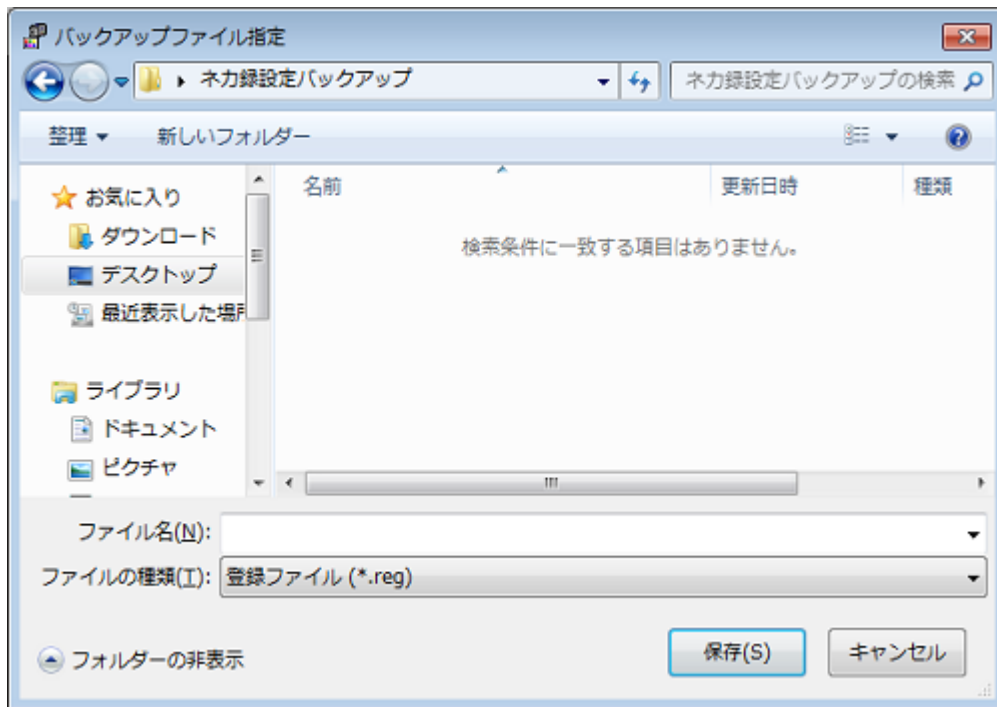 バックアップファイル指定
ネカ録設定バックアップ
ネカ録設定バックアップの検索
整理
新しいフォルダー
名前
更新日時
種類
検索条件に一致する項目はありません。
お気に入り
ダウンロード
デスクトップ
最近表示した場所
ライブラリ
ドキュメント
ピクチャ
ファイル名(N):
ファイルの種類(T): 登録ファイル (*.reg)
フォルダーの非表示
保存(S)
キャンセル